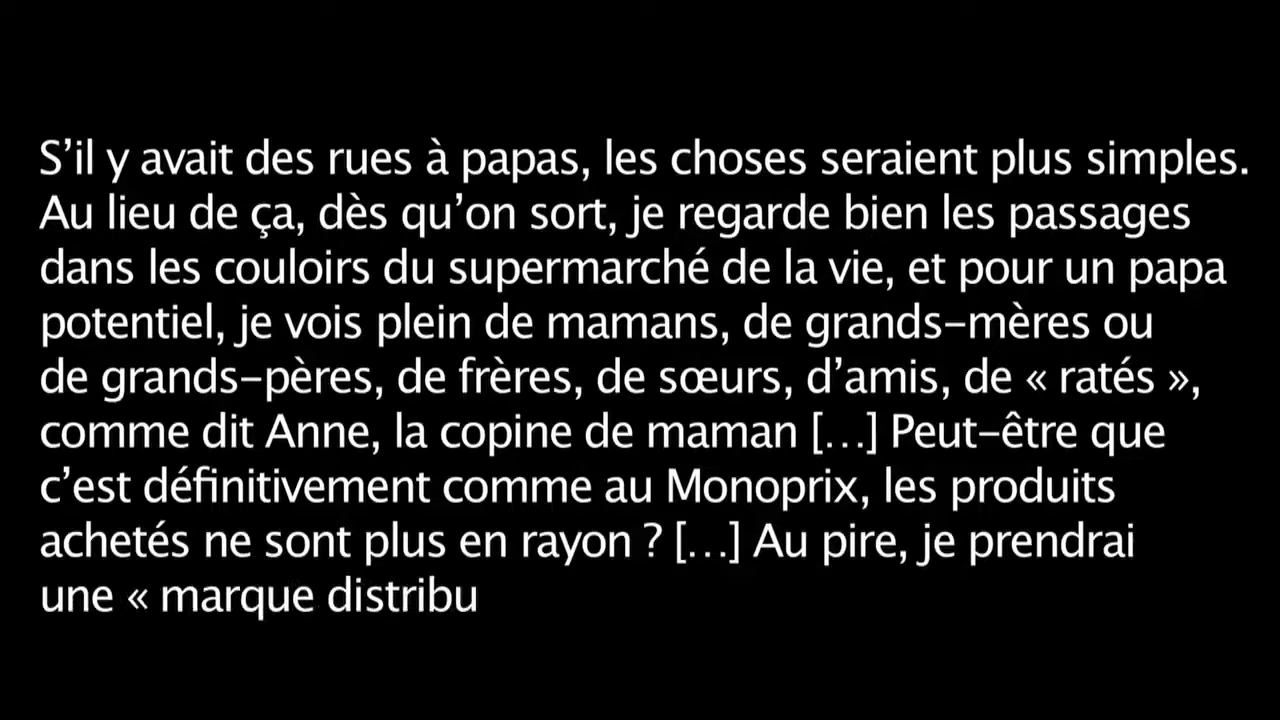 S’il y avait des rues à papas, les choses seraient plus simples.
Au lieu de ça, dès qu’on sort, je regarde bien les passages
dans les couloirs du supermarché de la vie, et pour un papa
potentiel, je vois plein de mamans, de grands–mères ou
de grands–pères, de frères, de sœurs, d’amis, de « ratés »,
comme dit Anne, la copine de maman […] Peut–être que
c’est définitivement comme au Monoprix, les produits
achetés ne sont plus en rayon ? […] Au pire, je prendrai
une « marque distribu